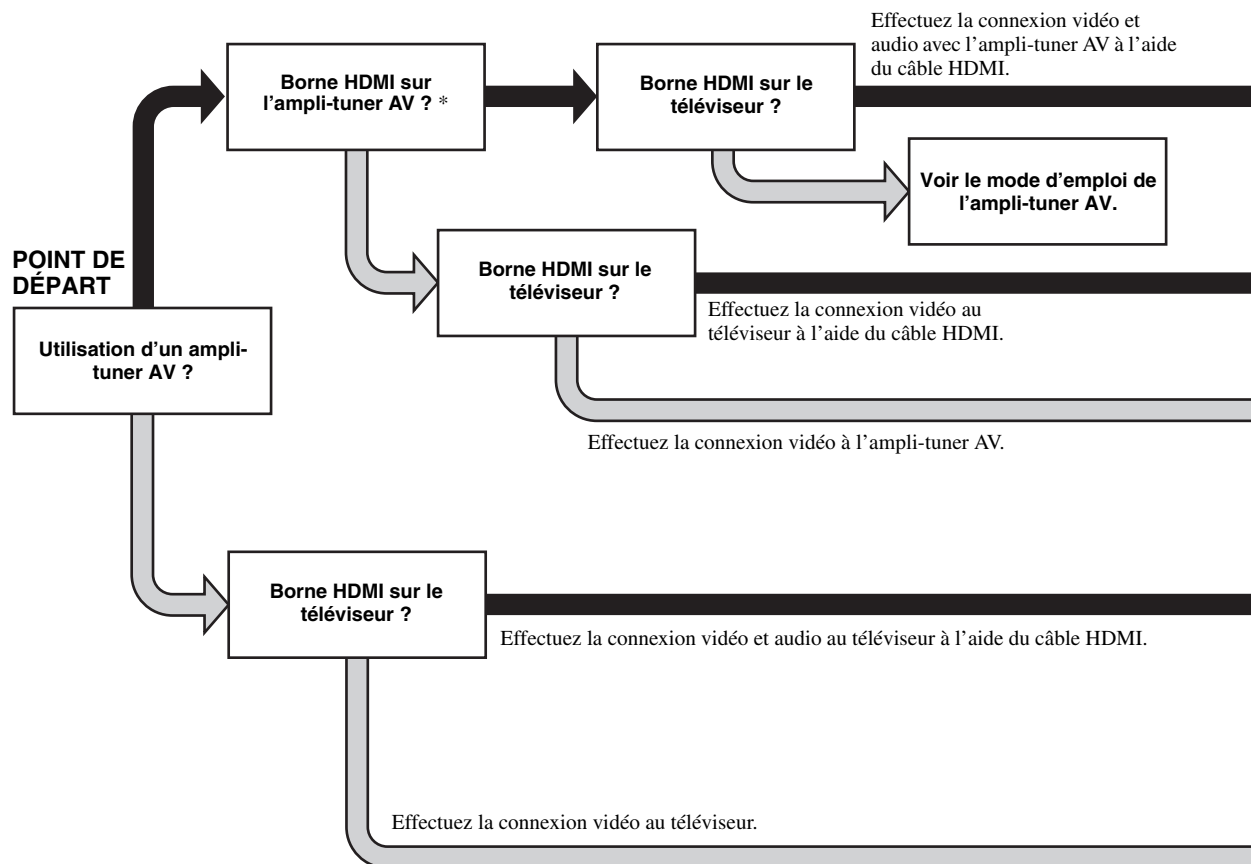 Effectuez la connexion vidéo et
audio avec l’ampli-tuner AV à l’aide
du câble HDMI.
Borne HDMI sur
l’ampli-tuner AV ? *
Borne HDMI sur le
téléviseur ?
Voir le mode d’emploi de
l’ampli-tuner AV.
POINT DE
DÉPART
Borne HDMI sur le
téléviseur ?
Effectuez la connexion vidéo au
téléviseur à l’aide du câble HDMI.
Utilisation d’un ampli-
tuner AV ?
Effectuez la connexion vidéo à l’ampli-tuner AV.
Borne HDMI sur le
téléviseur ?
Effectuez la connexion vidéo et audio au téléviseur à l’aide du câble HDMI.
Effectuez la connexion vidéo au téléviseur.